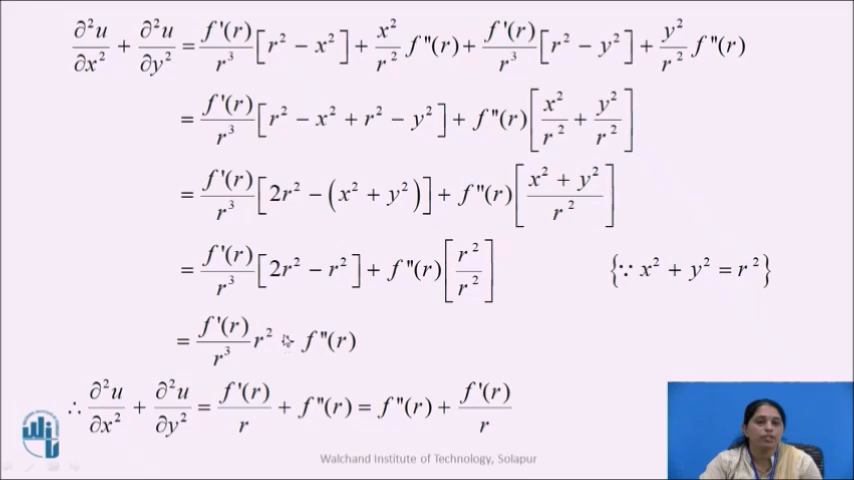 ∂²u/∂x² + ∂²u/∂y² = f'(r)/r³ [r² − x²] + x²/r² f''(r) + f'(r)/r³ [r² − y²] + y²/r² f''(r)
= f'(r)/r³ [r² − x² + r² − y²] + f''(r) [x²/r² + y²/r²]
= f'(r)/r³ [2r² − (x² + y²)] + f''(r) [(x² + y²)/r²]
= f'(r)/r³ [2r² − r²] + f''(r) [r²/r²] {∵ x² + y² = r²}
= f'(r)/r³ r² + f''(r)
∴ ∂²u/∂x² + ∂²u/∂y² = f'(r)/r + f''(r) = f''(r) + f'(r)/r
Walchand Institute of Technology, Solapur